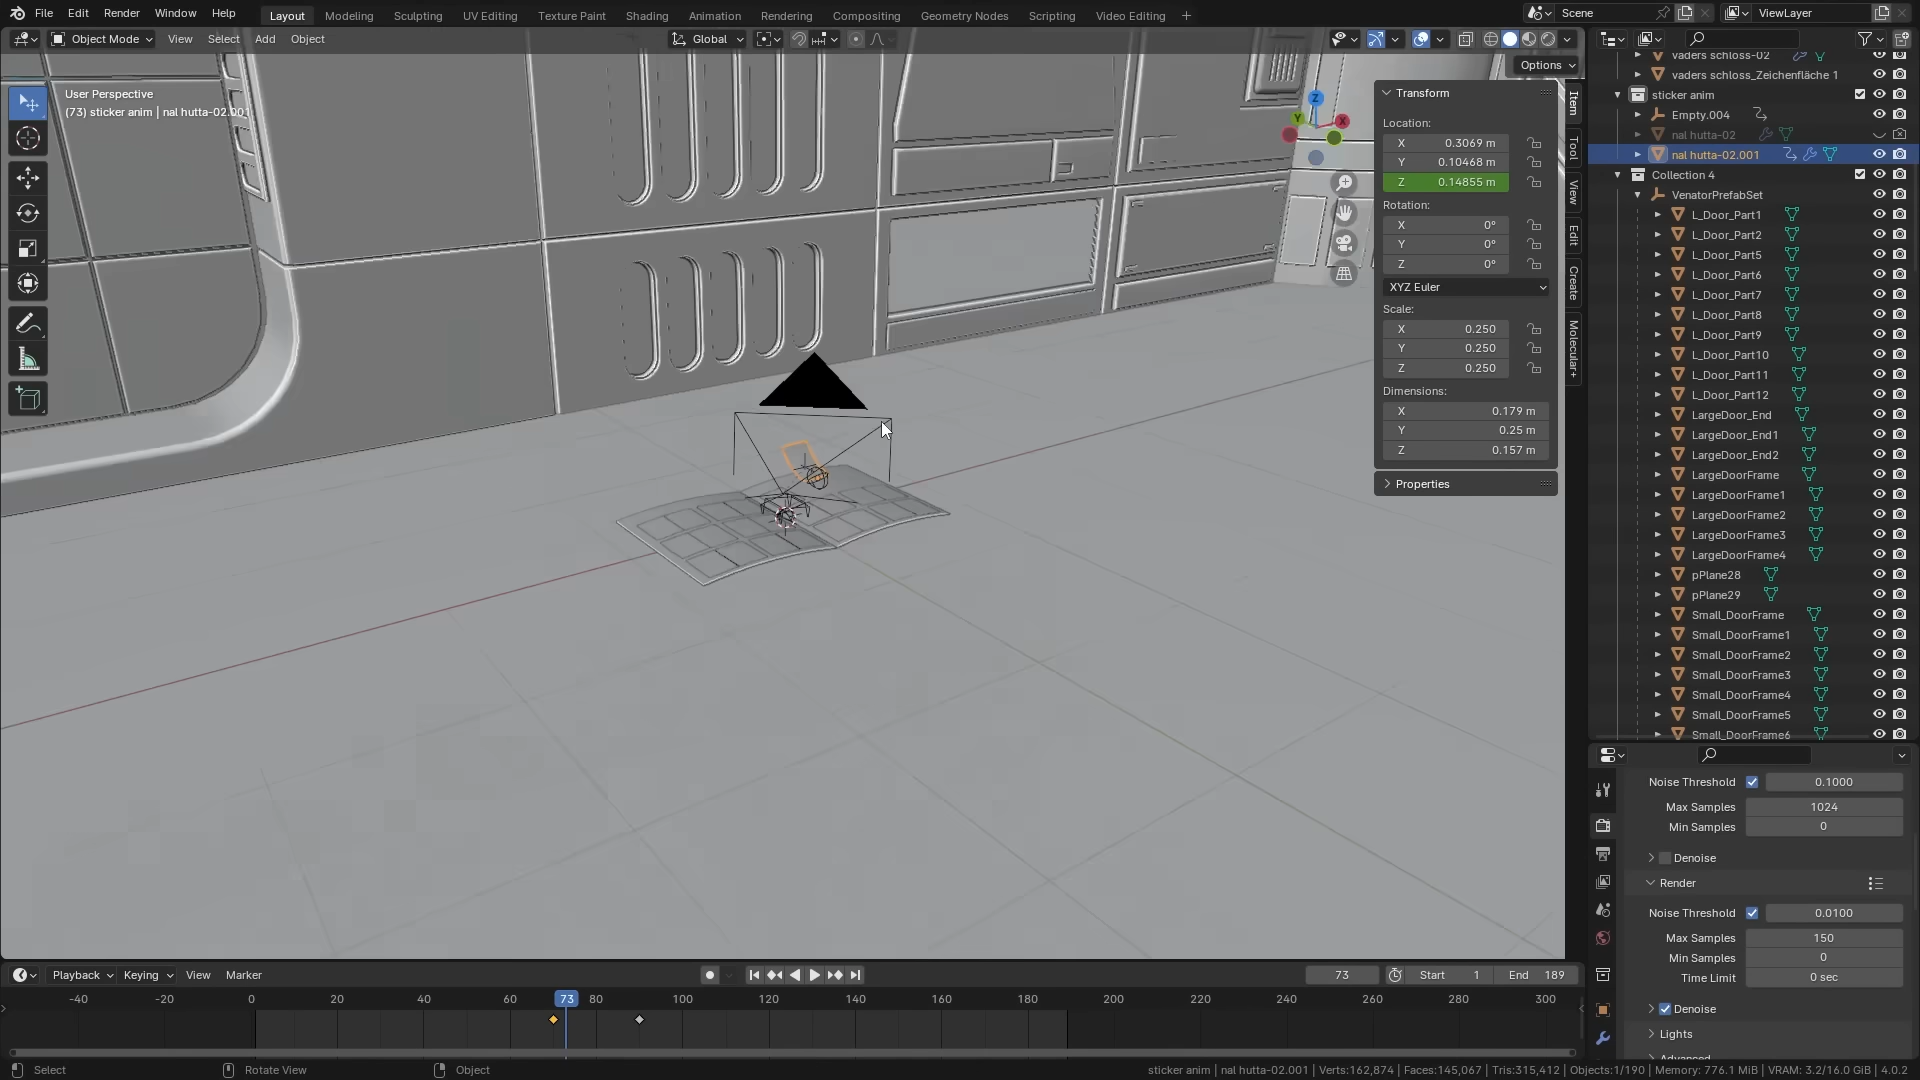 File Edit Render Window Help
Layout Modeling Sculpting UV Editing Texture Paint Shading Animation Rendering Compositing Geometry Nodes Scripting Video Editing +
Scene
ViewLayer
Object Mode View Select Add Object
Global
Options
User Perspective
(73) sticker anim | nal hutta-02.001
Z
Y
X
Transform
Location:
X 0.3069 m
Y 0.10468 m
Z 0.14855 m
Rotation:
X 0°
Y 0°
Z 0°
XYZ Euler
Scale:
X 0.250
Y 0.250
Z 0.250
Dimensions:
X 0.179 m
Y 0.25 m
Z 0.157 m
Properties
Item
Tool
View
Edit
Create
Molecular+
vaders schloss-02
vaders schloss_Zeichenfläche 1
sticker anim
Empty.004
nal hutta-02
nal hutta-02.001
Collection 4
VenatorPrefabSet
L_Door_Part1
L_Door_Part2
L_Door_Part5
L_Door_Part6
L_Door_Part7
L_Door_Part8
L_Door_Part9
L_Door_Part10
L_Door_Part11
L_Door_Part12
LargeDoor_End
LargeDoor_End1
LargeDoor_End2
LargeDoorFrame
LargeDoorFrame1
LargeDoorFrame2
LargeDoorFrame3
LargeDoorFrame4
pPlane28
pPlane29
Small_DoorFrame
Small_DoorFrame1
Small_DoorFrame2
Small_DoorFrame3
Small_DoorFrame4
Small_DoorFrame5
Small_DoorFrame6
Noise Threshold 0.1000
Max Samples 1024
Min Samples 0
Denoise
Render
Noise Threshold 0.0100
Max Samples 150
Min Samples 0
Time Limit 0 sec
Denoise
Lights
Advanced
Playback Keying View Marker
73 Start 1 End 189
-40 -20 0 20 40 60 73 80 100 120 140 160 180 200 220 240 260 280 300
Select Rotate View Object
sticker anim | nal hutta-02.001 | Verts:162,874 | Faces:145,067 | Tris:315,412 | Objects:1/190 | Memory: 776.1 MiB | VRAM: 3.2/16.0 GiB | 4.0.2